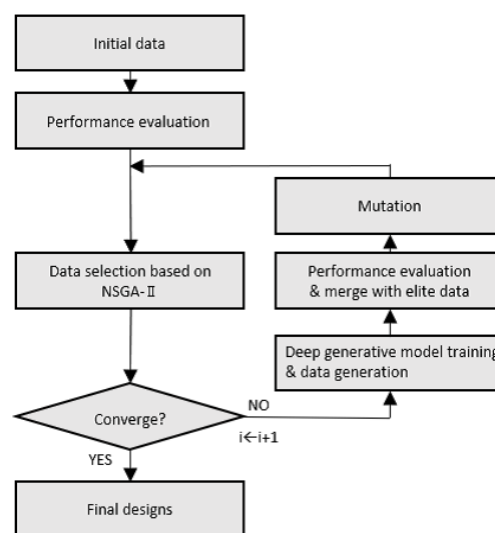 Initial data
Performance evaluation
Mutation
Data selection based on
NSGA-Ⅱ
Performance evaluation
& merge with elite data
Deep generative model training
& data generation
Converge?
NO
i←i+1
YES
Final designs